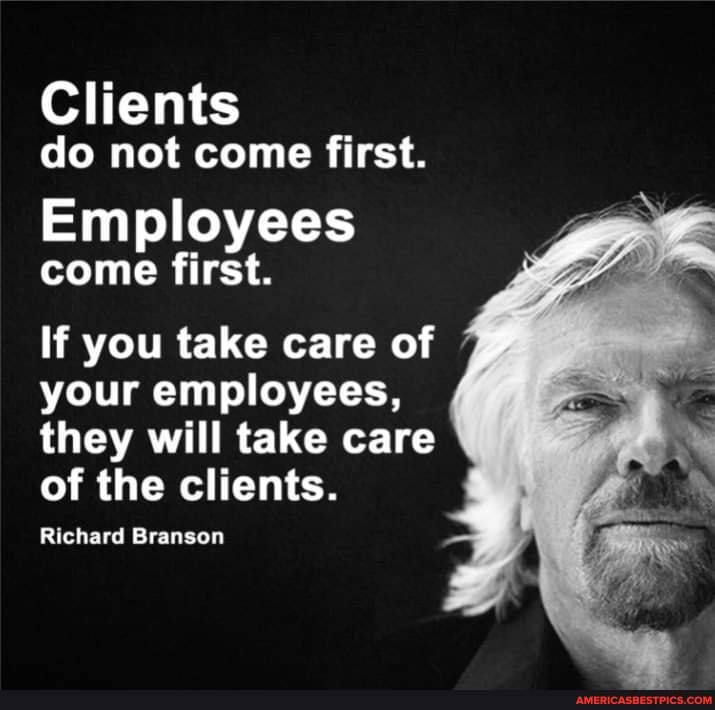 Clients
do not come first.
Employees
come first.
If you take care of
your employees,
they will take care
of the clients.
Richard Branson
AMERICASBESTPICS.COM